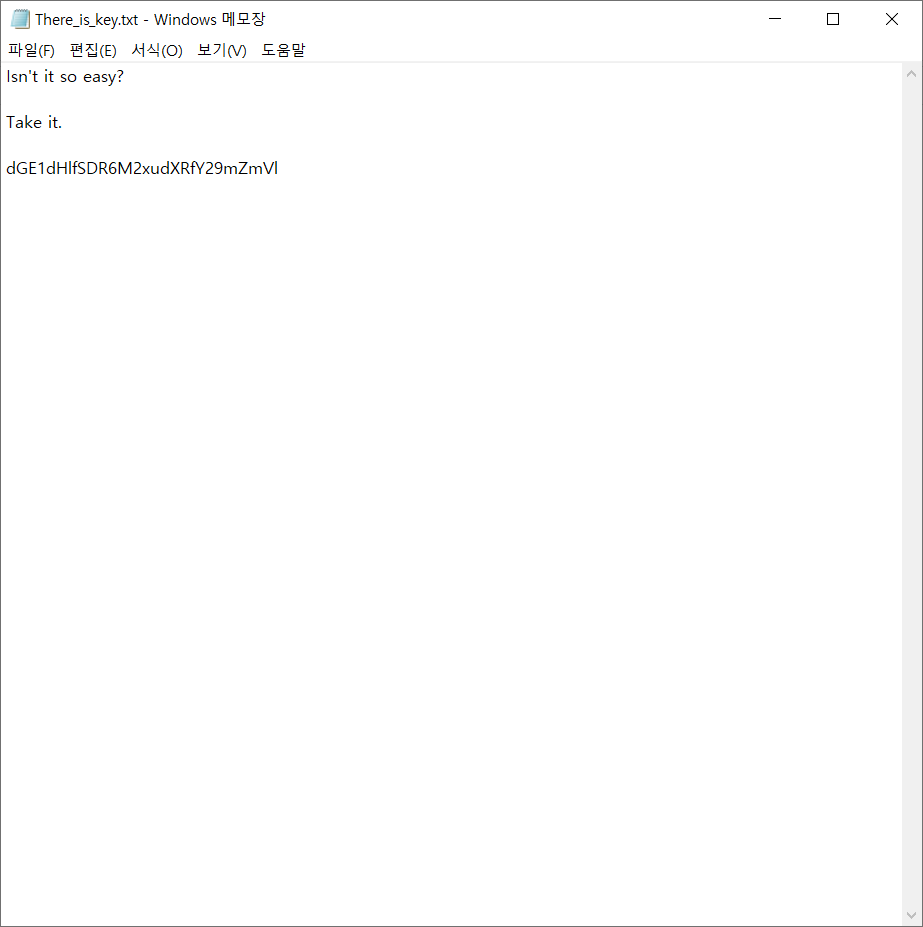 There_is_key.txt - Windows 메모장
파일(F) 편집(E) 서식(O) 보기(V) 도움말
Isn't it so easy?
Take it.
dGE1dHlfSDR6M2xudXRfY29mZmVl